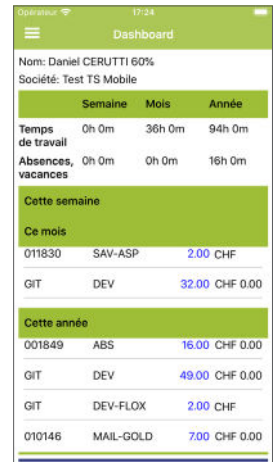 Opérateur 17:24
Dashboard
Nom: Daniel CERUTTI 60%
Société: Test TS Mobile
Semaine Mois Année
Temps de travail 0h 0m 36h 0m 94h 0m
Absences, vacances 0h 0m 0h 0m 16h 0m
Cette semaine
Ce mois
011830 SAV-ASP 2.00 CHF
GIT DEV 32.00 CHF 0.00
Cette année
001849 ABS 16.00 CHF 0.00
GIT DEV 49.00 CHF 0.00
GIT DEV-FLOX 2.00 CHF
010146 MAIL-GOLD 7.00 CHF 0.00